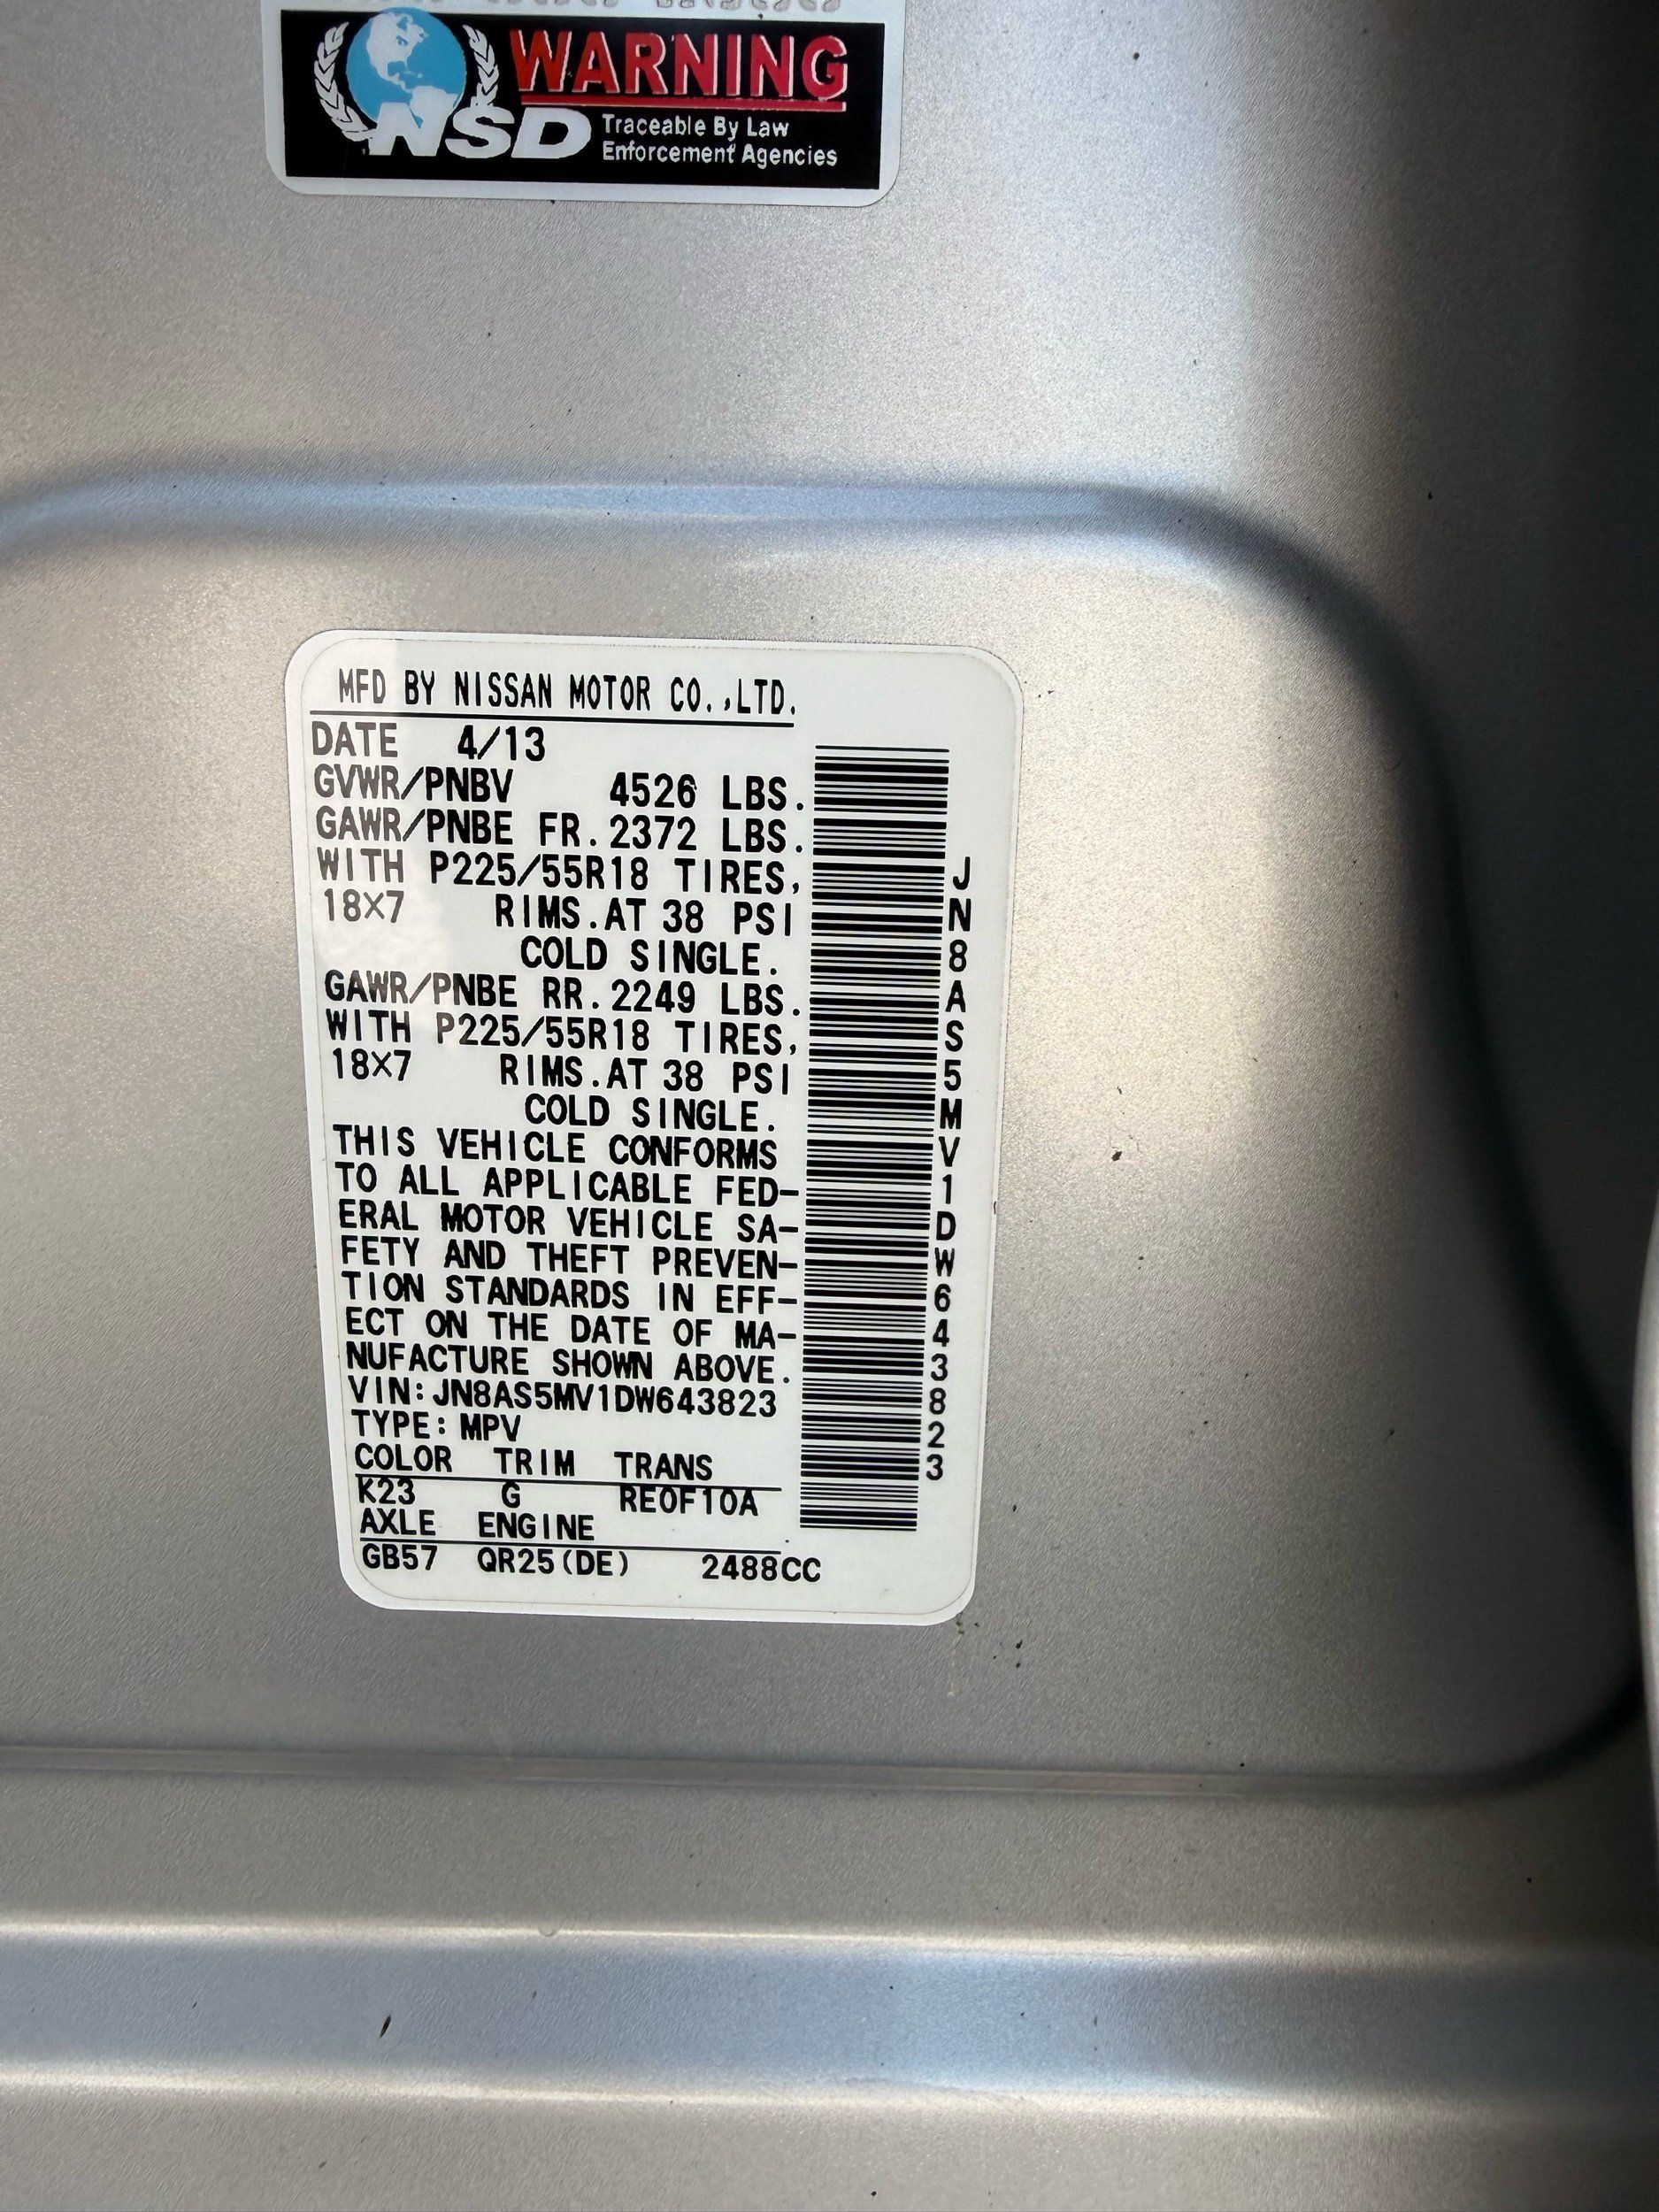 WARNING
NSD
Traceable By Law
Enforcement Agencies
MFD BY NISSAN MOTOR CO.,LTD.
DATE 4/13
GVWR/PNBV 4526 LBS.
GAWR/PNBE FR. 2372 LBS.
WITH P225/55R18 TIRES,
18×7 RIMS.AT 38 PSI
COLD SINGLE.
GAWR/PNBE RR. 2249 LBS.
WITH P225/55R18 TIRES,
18×7 RIMS.AT 38 PSI
COLD SINGLE.
THIS VEHICLE CONFORMS
TO ALL APPLICABLE FED-
ERAL MOTOR VEHICLE SA-
FETY AND THEFT PREVEN-
TION STANDARDS IN EFF-
ECT ON THE DATE OF MA-
NUFACTURE SHOWN ABOVE.
VIN:JN8AS5MV1DW643823
TYPE:MPV
COLOR TRIM TRANS
K23 G RE0F10A
AXLE ENGINE
GB57 QR25(DE) 2488CC
JN8AS5MV1DW643823